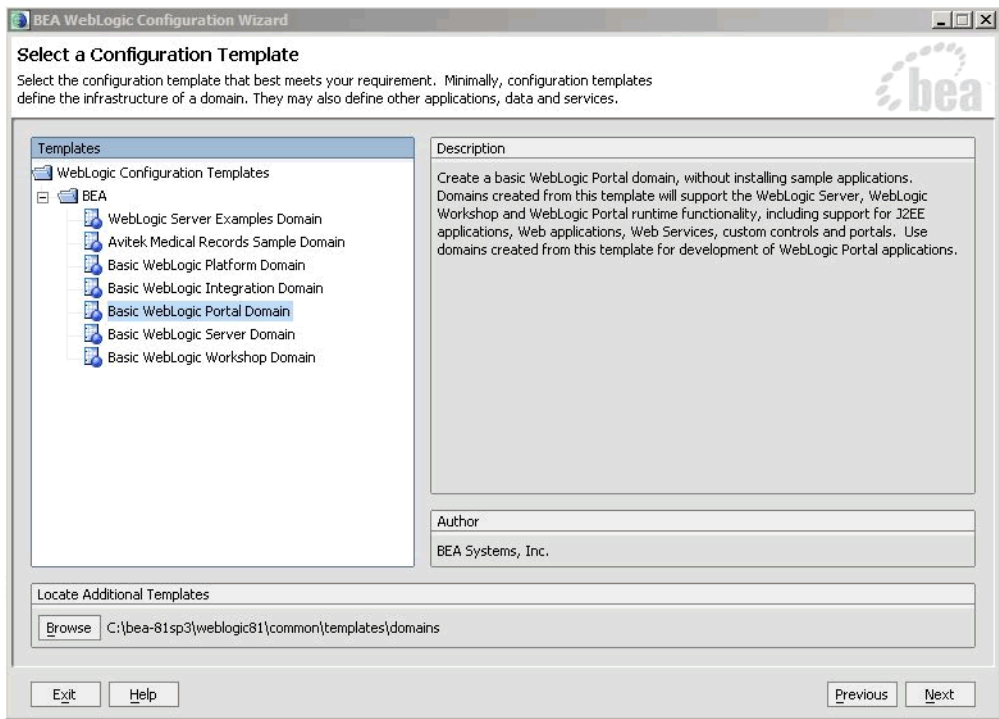 BEA WebLogic Configuration Wizard
Select a Configuration Template
Select the configuration template that best meets your requirement. Minimally, configuration templates
define the infrastructure of a domain. They may also define other applications, data and services.
bea
Templates
WebLogic Configuration Templates
BEA
WebLogic Server Examples Domain
Avitek Medical Records Sample Domain
Basic WebLogic Platform Domain
Basic WebLogic Integration Domain
Basic WebLogic Portal Domain
Basic WebLogic Server Domain
Basic WebLogic Workshop Domain
Description
Create a basic WebLogic Portal domain, without installing sample applications.
Domains created from this template will support the WebLogic Server, WebLogic
Workshop and WebLogic Portal runtime functionality, including support for J2EE
applications, Web applications, Web Services, custom controls and portals. Use
domains created from this template for development of WebLogic Portal applications.
Author
BEA Systems, Inc.
Locate Additional Templates
Browse C:\bea-81sp3\weblogic81\common\templates\domains
Exit Help Previous Next